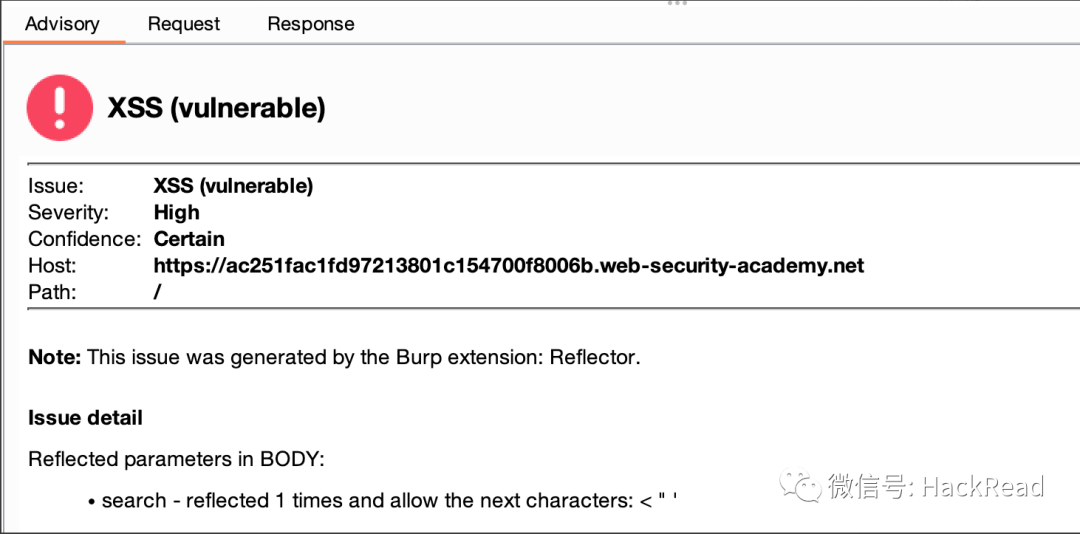 Advisory Request Response
XSS (vulnerable)
Issue: XSS (vulnerable)
Severity: High
Confidence: Certain
Host: https://ac251fac1fd97213801c154700f8006b.web-security-academy.net
Path: /
Note: This issue was generated by the Burp extension: Reflector.
Issue detail
Reflected parameters in BODY:
• search - reflected 1 times and allow the next characters: < " '
微信号: HackRead